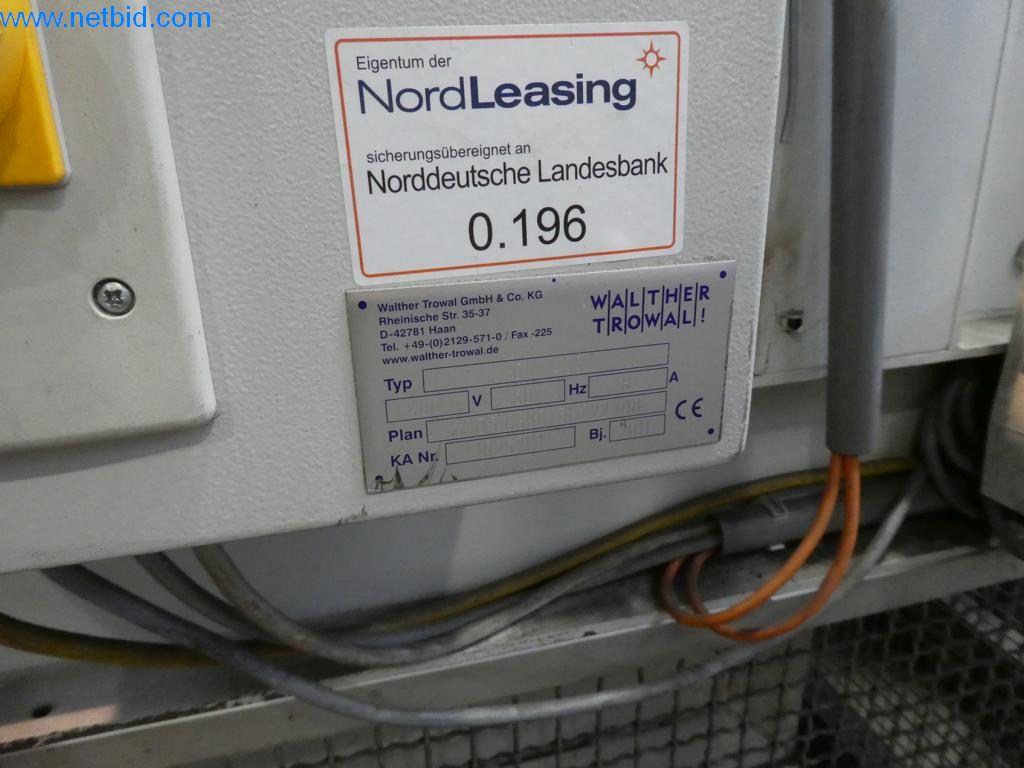 www.netbid.com
Eigentum der
NordLeasing
sicherungsübereignet an
Norddeutsche Landesbank
0.196
Walther Trowal GmbH & Co. KG
Rheinische Str. 35-37
D-42781 Haan
Tel. +49-(0)2129-571-0 / Fax -225
www.walther-trowal.de
WALTHER
TROWAL!
Typ
V Hz A
Plan
CE
KA Nr. Bj. 2011